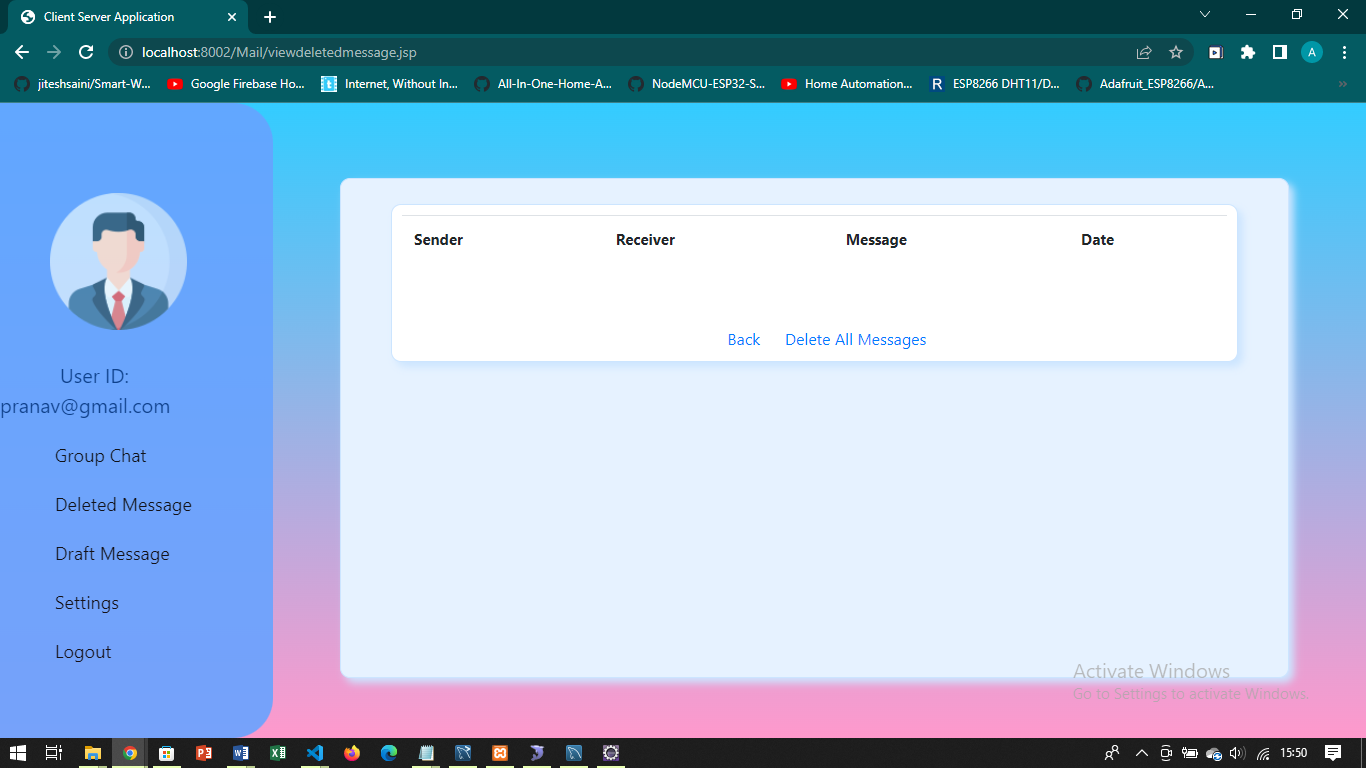 Client Server Application
localhost:8002/Mail/viewdeletedmessage.jsp
A
jiteshsaini/Smart-W...
Google Firebase Ho...
Internet, Without In...
All-In-One-Home-A...
NodeMCU-ESP32-S...
Home Automation...
R
ESP8266 DHT11/D...
Adafruit_ESP8266/A...
»
Sender Receiver Message Date
Back Delete All Messages
User ID:
pranav@gmail.com
Group Chat
Deleted Message
Draft Message
Settings
Logout
Activate Windows
Go to Settings to activate Windows.
15:50